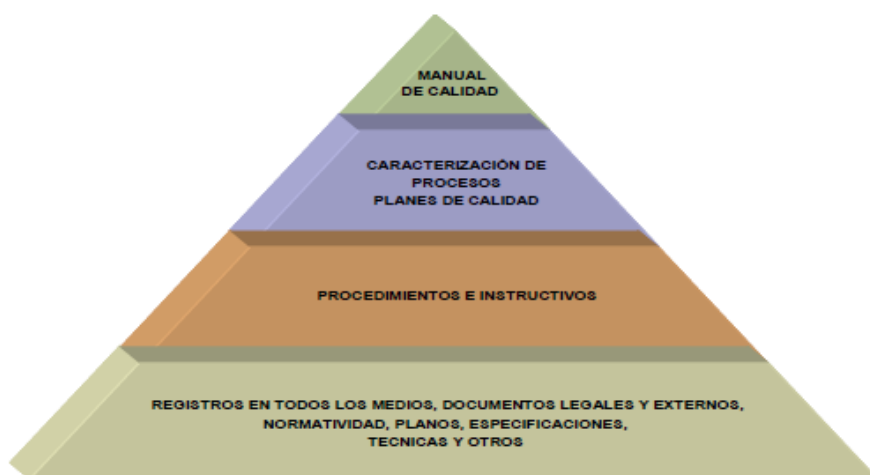 MANUAL
DE CALIDAD
CARACTERIZACIÓN DE
PROCESOS
PLANES DE CALIDAD
PROCEDIMIENTOS E INSTRUCTIVOS
REGISTROS EN TODOS LOS MEDIOS, DOCUMENTOS LEGALES Y EXTERNOS,
NORMATIVIDAD, PLANOS, ESPECIFICACIONES,
TECNICAS Y OTROS